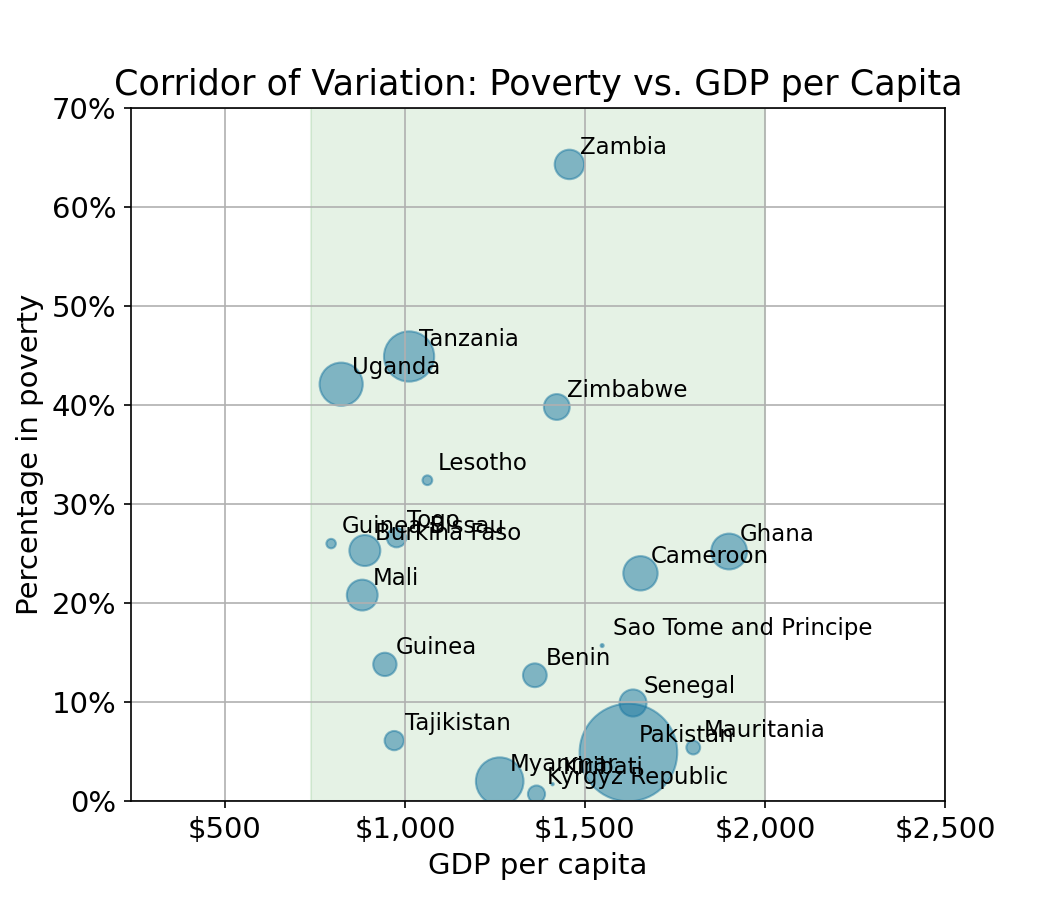 Corridor of Variation: Poverty vs. GDP per Capita
70%
60%
50%
40%
30%
20%
10%
0%
Percentage in poverty
Zambia
Tanzania
Uganda
Zimbabwe
Lesotho
Togo
Guinea-Bissau
Burkina Faso
Ghana
Cameroon
Mali
Sao Tome and Principe
Guinea
Benin
Senegal
Tajikistan
Mauritania
Pakistan
Myanmar
Kiribati
Kyrgyz Republic
$500
$1,000
$1,500
$2,000
$2,500
GDP per capita